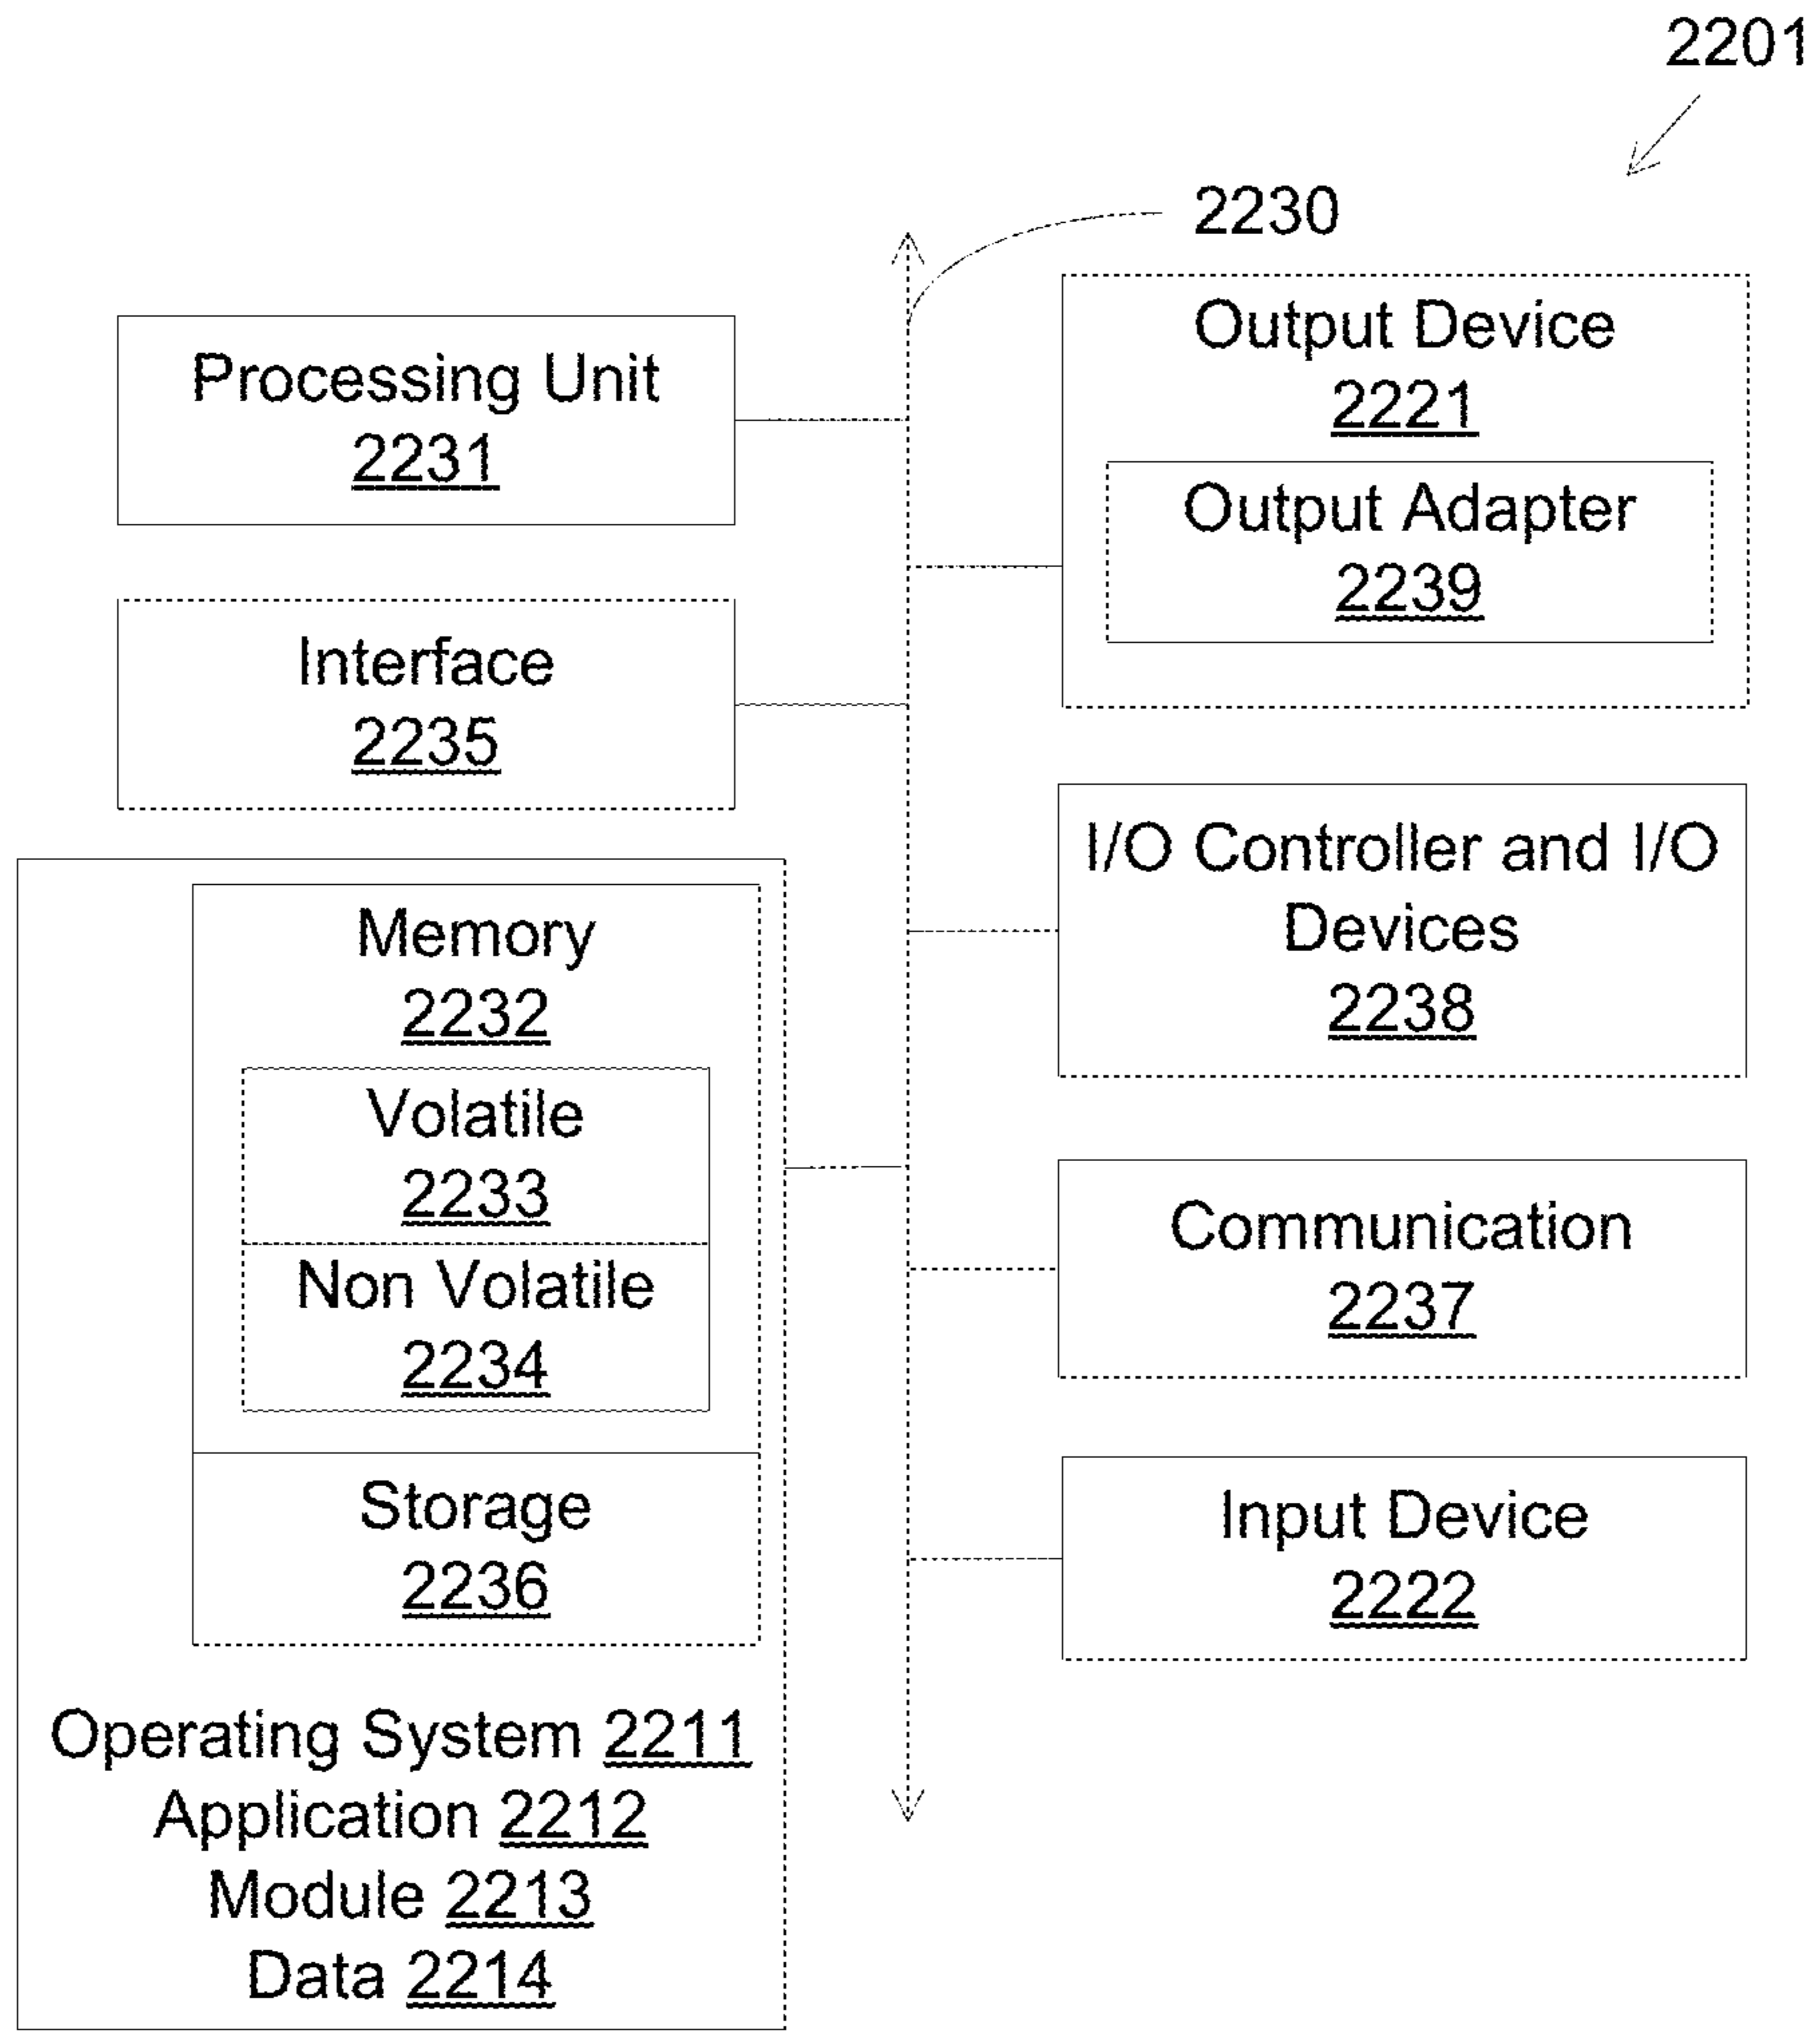 2201
2230
Processing Unit
2231
Interface
2235
Memory
2232
Volatile
2233
Non Volatile
2234
Storage
2236
Operating System 2211
Application 2212
Module 2213
Data 2214
Output Device
2221
Output Adapter
2239
I/O Controller and I/O
Devices
2238
Communication
2237
Input Device
2222